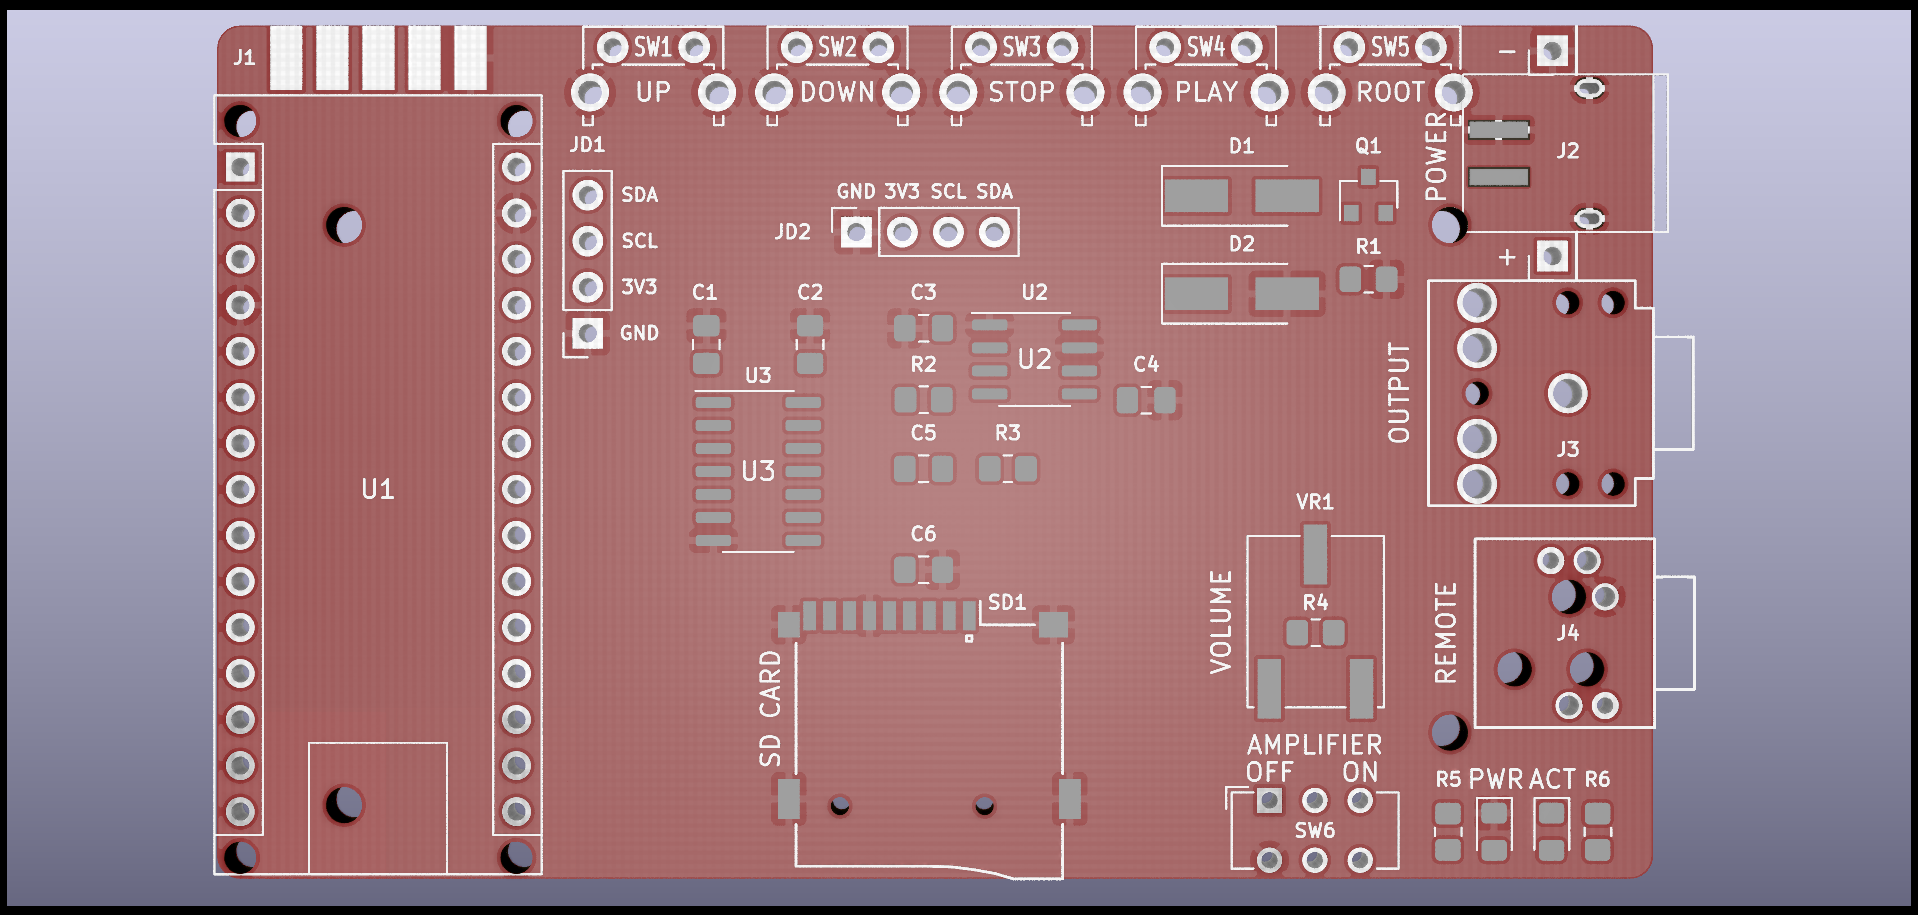 J1
SW1
SW2
SW3
SW4
SW5
−
UP
DOWN
STOP
PLAY
ROOT
JD1
D1
Q1
POWER
J2
SDA
GND 3V3 SCL SDA
JD2
SCL
D2
R1
+
3V3
C1
C2
C3
U2
GND
U2
R2
C4
U3
OUTPUT
C5
R3
J3
U3
U1
VR1
C6
SD1
VOLUME
R4
REMOTE
J4
SD CARD
AMPLIFIER
OFF ON
R5 PWR ACT R6
SW6